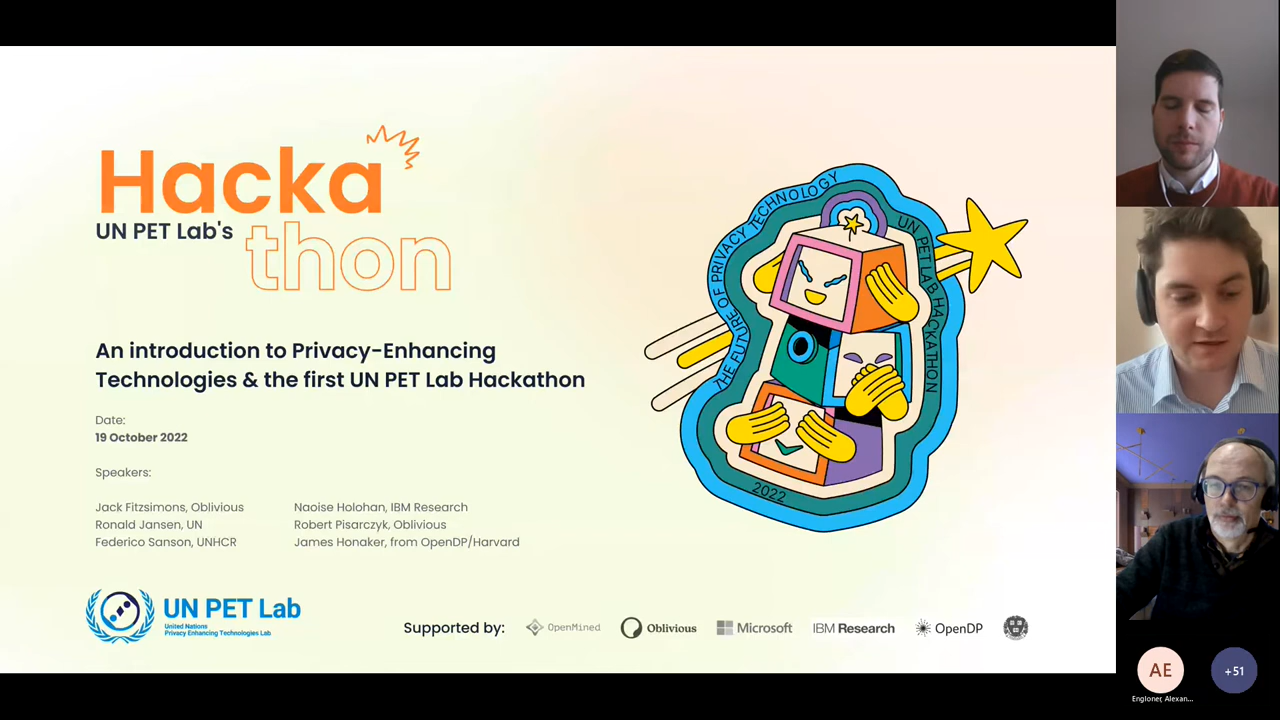 Hacka
UN PET Lab's
thon
An introduction to Privacy-Enhancing
Technologies & the first UN PET Lab Hackathon
Date:
19 October 2022
Speakers:
Jack Fitzsimons, Oblivious
Ronald Jansen, UN
Federico Sanson, UNHCR
Naoise Holohan, IBM Research
Robert Pisarczyk, Oblivious
James Honaker, from OpenDP/Harvard
UN PET Lab
United Nations
Privacy Enhancing Technologies Lab
Supported by:
OpenMined
Oblivious
Microsoft
IBM Research
OpenDP
THE FUTURE OF PRIVACY TECHNOLOGY
UN PET LAB HACKATHON
2022
AE
+51
Engloner, Alexan...